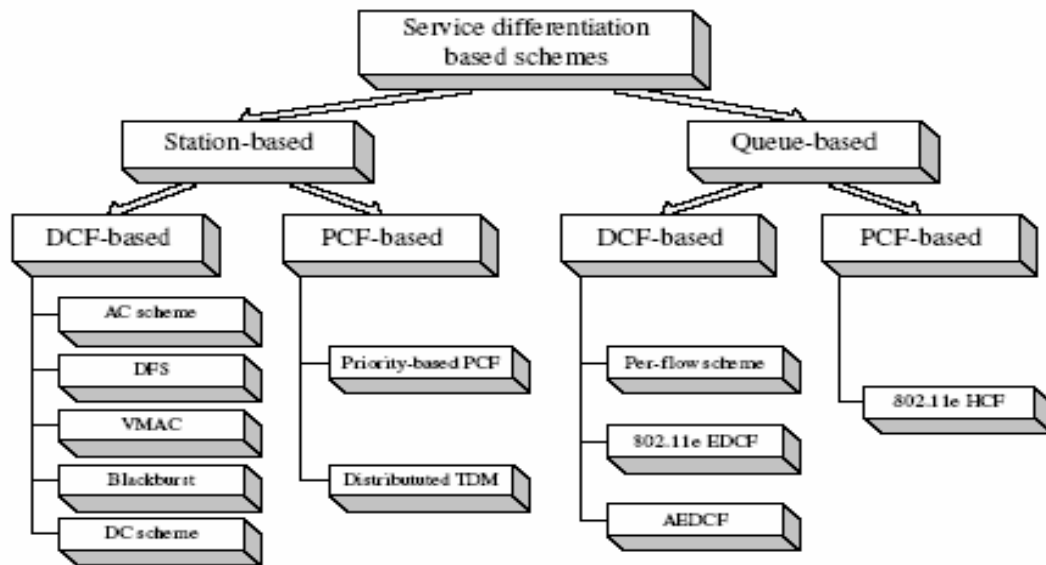 Service differentiation
based schemes
Station-based
Queue-based
DCF-based
PCF-based
DCF-based
PCF-based
AC scheme
DFS
VMAC
Blackburst
DC scheme
Priority-based PCF
Distribututed TDM
Per-flow scheme
802.11e EDCF
AEDCF
802.11e HCF